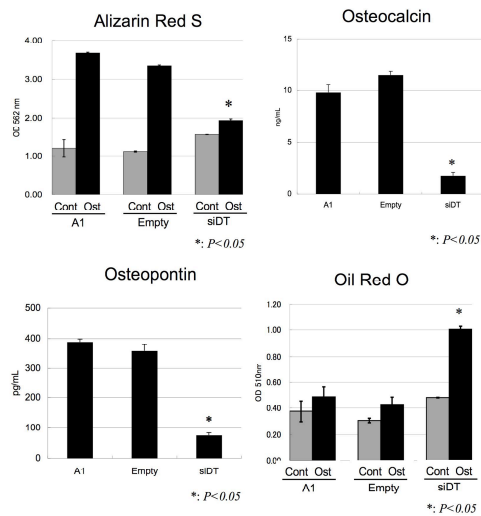 Alizarin Red S
4.00
3.00
2.00
1.00
0.00
OD 562 nm
*
Cont Ost Cont Ost Cont Ost
A1 Empty siDT
*: P<0.05
Osteocalcin
15
10
5
0
ng/mL
*
A1 Empty siDT
*: P<0.05
Osteopontin
500
400
300
200
100
0
pg/mL
*
A1 Empty siDT
*: P<0.05
Oil Red O
1.20
1.00
0.80
0.60
0.40
0.20
0.00
OD 510nm
*
Cont Ost Cont Ost Cont Ost
A1 Empty siDT
*: P<0.05